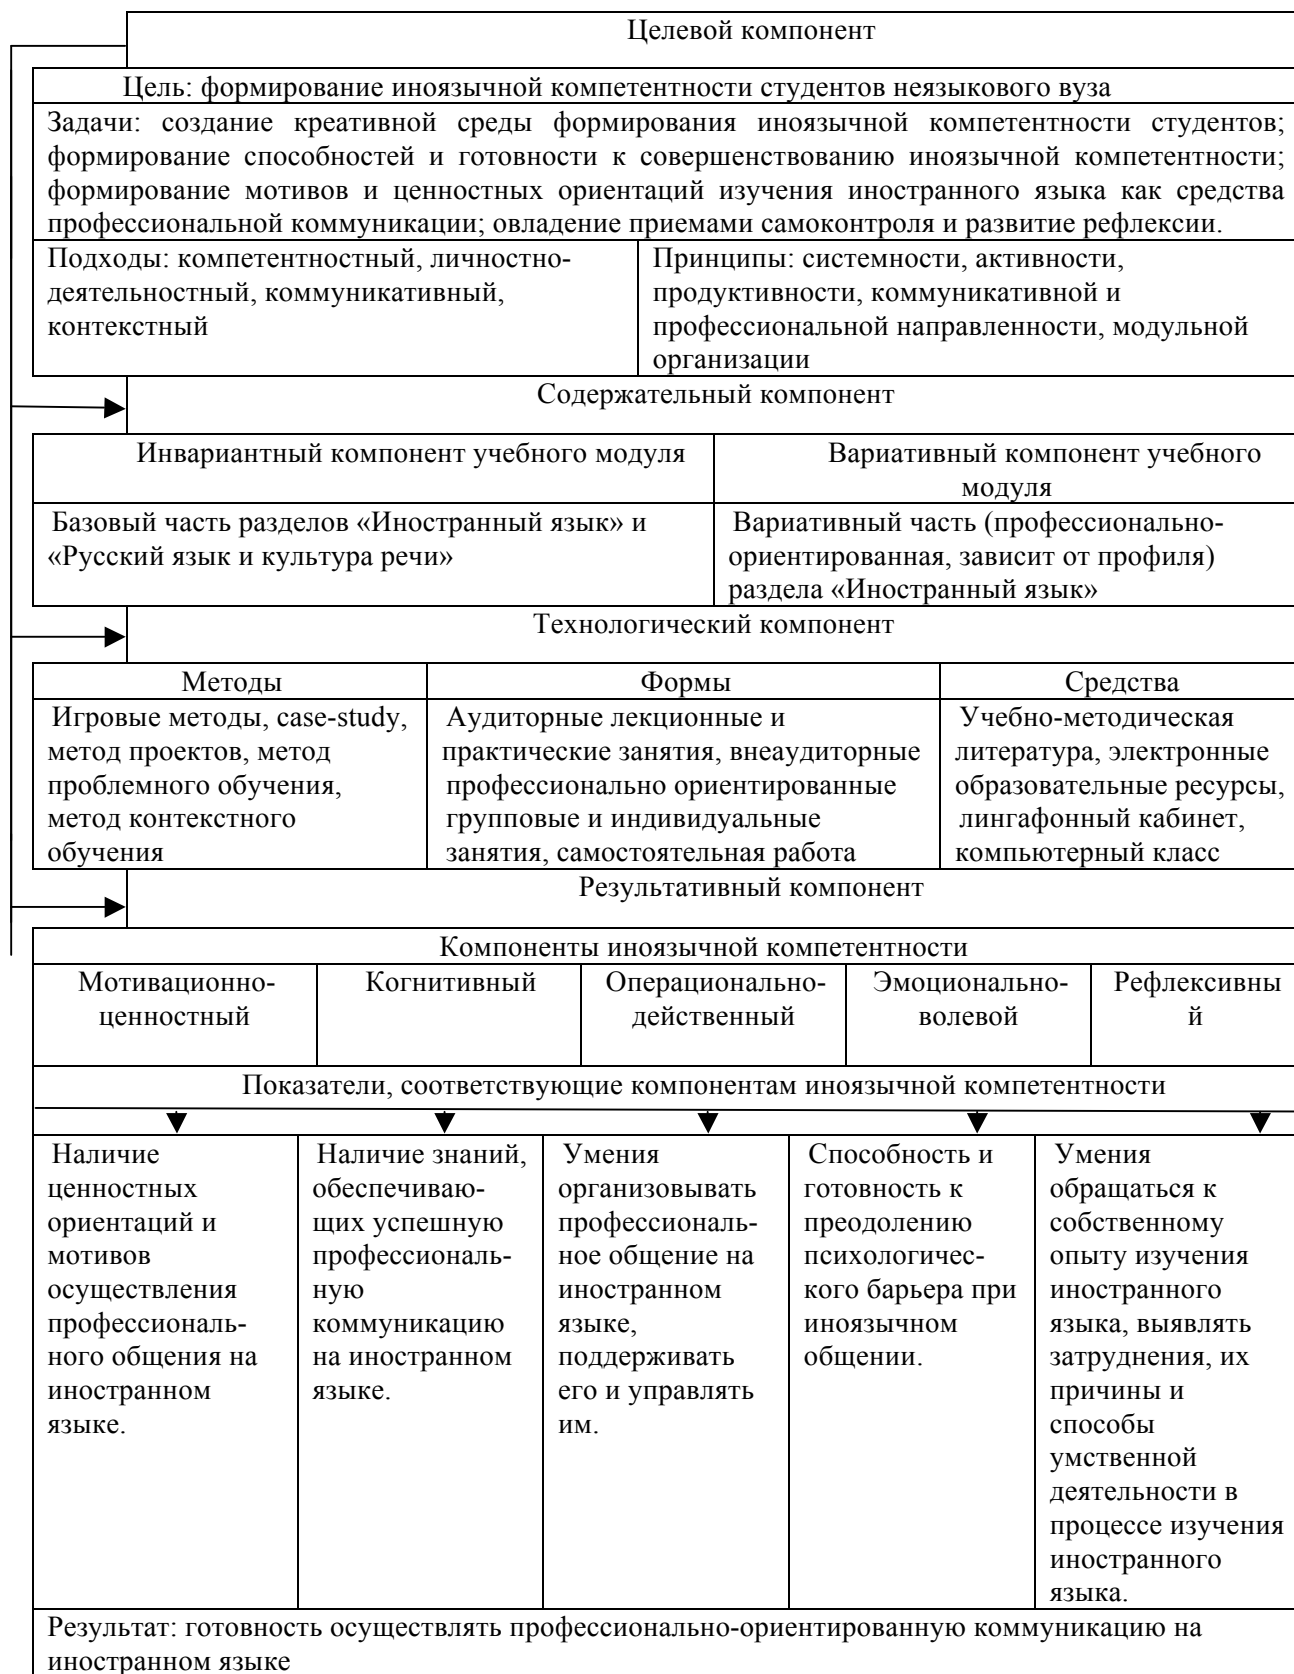 Целевой компонент
Цель: формирование иноязычной компетентности студентов неязыкового вуза
Задачи: создание креативной среды формирования иноязычной компетентности студентов;
формирование способностей и готовности к совершенствованию иноязычной компетентности;
формирование мотивов и ценностных ориентаций изучения иностранного языка как средства
профессиональной коммуникации; овладение приемами самоконтроля и развитие рефлексии.
Подходы: компетентностный, личностно-
деятельностный, коммуникативный,
контекстный
Принципы: системности, активности,
продуктивности, коммуникативной и
профессиональной направленности, модульной
организации
Содержательный компонент
Инвариантный компонент учебного модуля
Вариативный компонент учебного
модуля
Базовый часть разделов «Иностранный язык» и
«Русский язык и культура речи»
Вариативный часть (профессионально-
ориентированная, зависит от профиля)
раздела «Иностранный язык»
Технологический компонент
Методы
Формы
Средства
Игровые методы, case-study,
метод проектов, метод
проблемного обучения,
метод контекстного
обучения
Аудиторные лекционные и
практические занятия, внеаудиторные
профессионально ориентированные
групповые и индивидуальные
занятия, самостоятельная работа
Учебно-методическая
литература, электронные
образовательные ресурсы,
лингафонный кабинет,
компьютерный класс
Результативный компонент
Компоненты иноязычной компетентности
Мотивационно-
ценностный
Когнитивный
Операционально-
действенный
Эмоционально-
волевой
Рефлексивны
й
Показатели, соответствующие компонентам иноязычной компетентности
Наличие
ценностных
ориентаций и
мотивов
осуществления
профессиональ-
ного общения на
иностранном
языке.
Наличие знаний,
обеспечиваю-
щих успешную
профессиональ-
ную
коммуникацию
на иностранном
языке.
Умения
организовывать
профессиональ-
ное общение на
иностранном
языке,
поддерживать
его и управлять
им.
Способность и
готовность к
преодолению
психологичес-
кого барьера при
иноязычном
общении.
Умения
обращаться к
собственному
опыту изучения
иностранного
языка, выявлять
затруднения, их
причины и
способы
умственной
деятельности в
процессе изучения
иностранного
языка.
Результат: готовность осуществлять профессионально-ориентированную коммуникацию на
иностранном языке